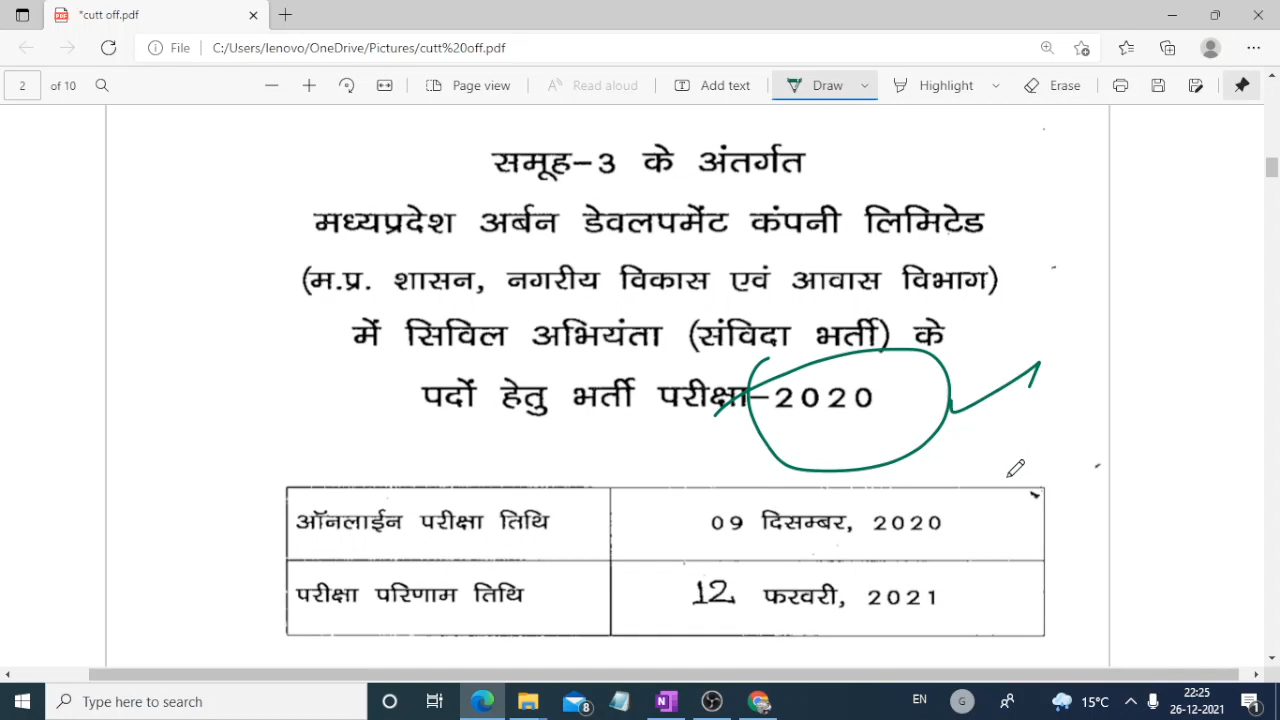 *cutt off.pdf
File C:/Users/lenovo/OneDrive/Pictures/cutt%20off.pdf
2 of 10 Page view Read aloud Add text Draw Highlight Erase
समूह-3 के अंतर्गत
मध्यप्रदेश अर्बन डेवलपमेंट कंपनी लिमिटेड
(म.प्र. शासन, नगरीय विकास एवं आवास विभाग)
में सिविल अभियंता (संविदा भर्ती) के
पदों हेतु भर्ती परीक्षा-2020
ऑनलाईन परीक्षा तिथि 09 दिसम्बर, 2020
परीक्षा परिणाम तिथि 12 फरवरी, 2021
Type here to search 8 EN G 15°C 22:25 1
26-12-2021